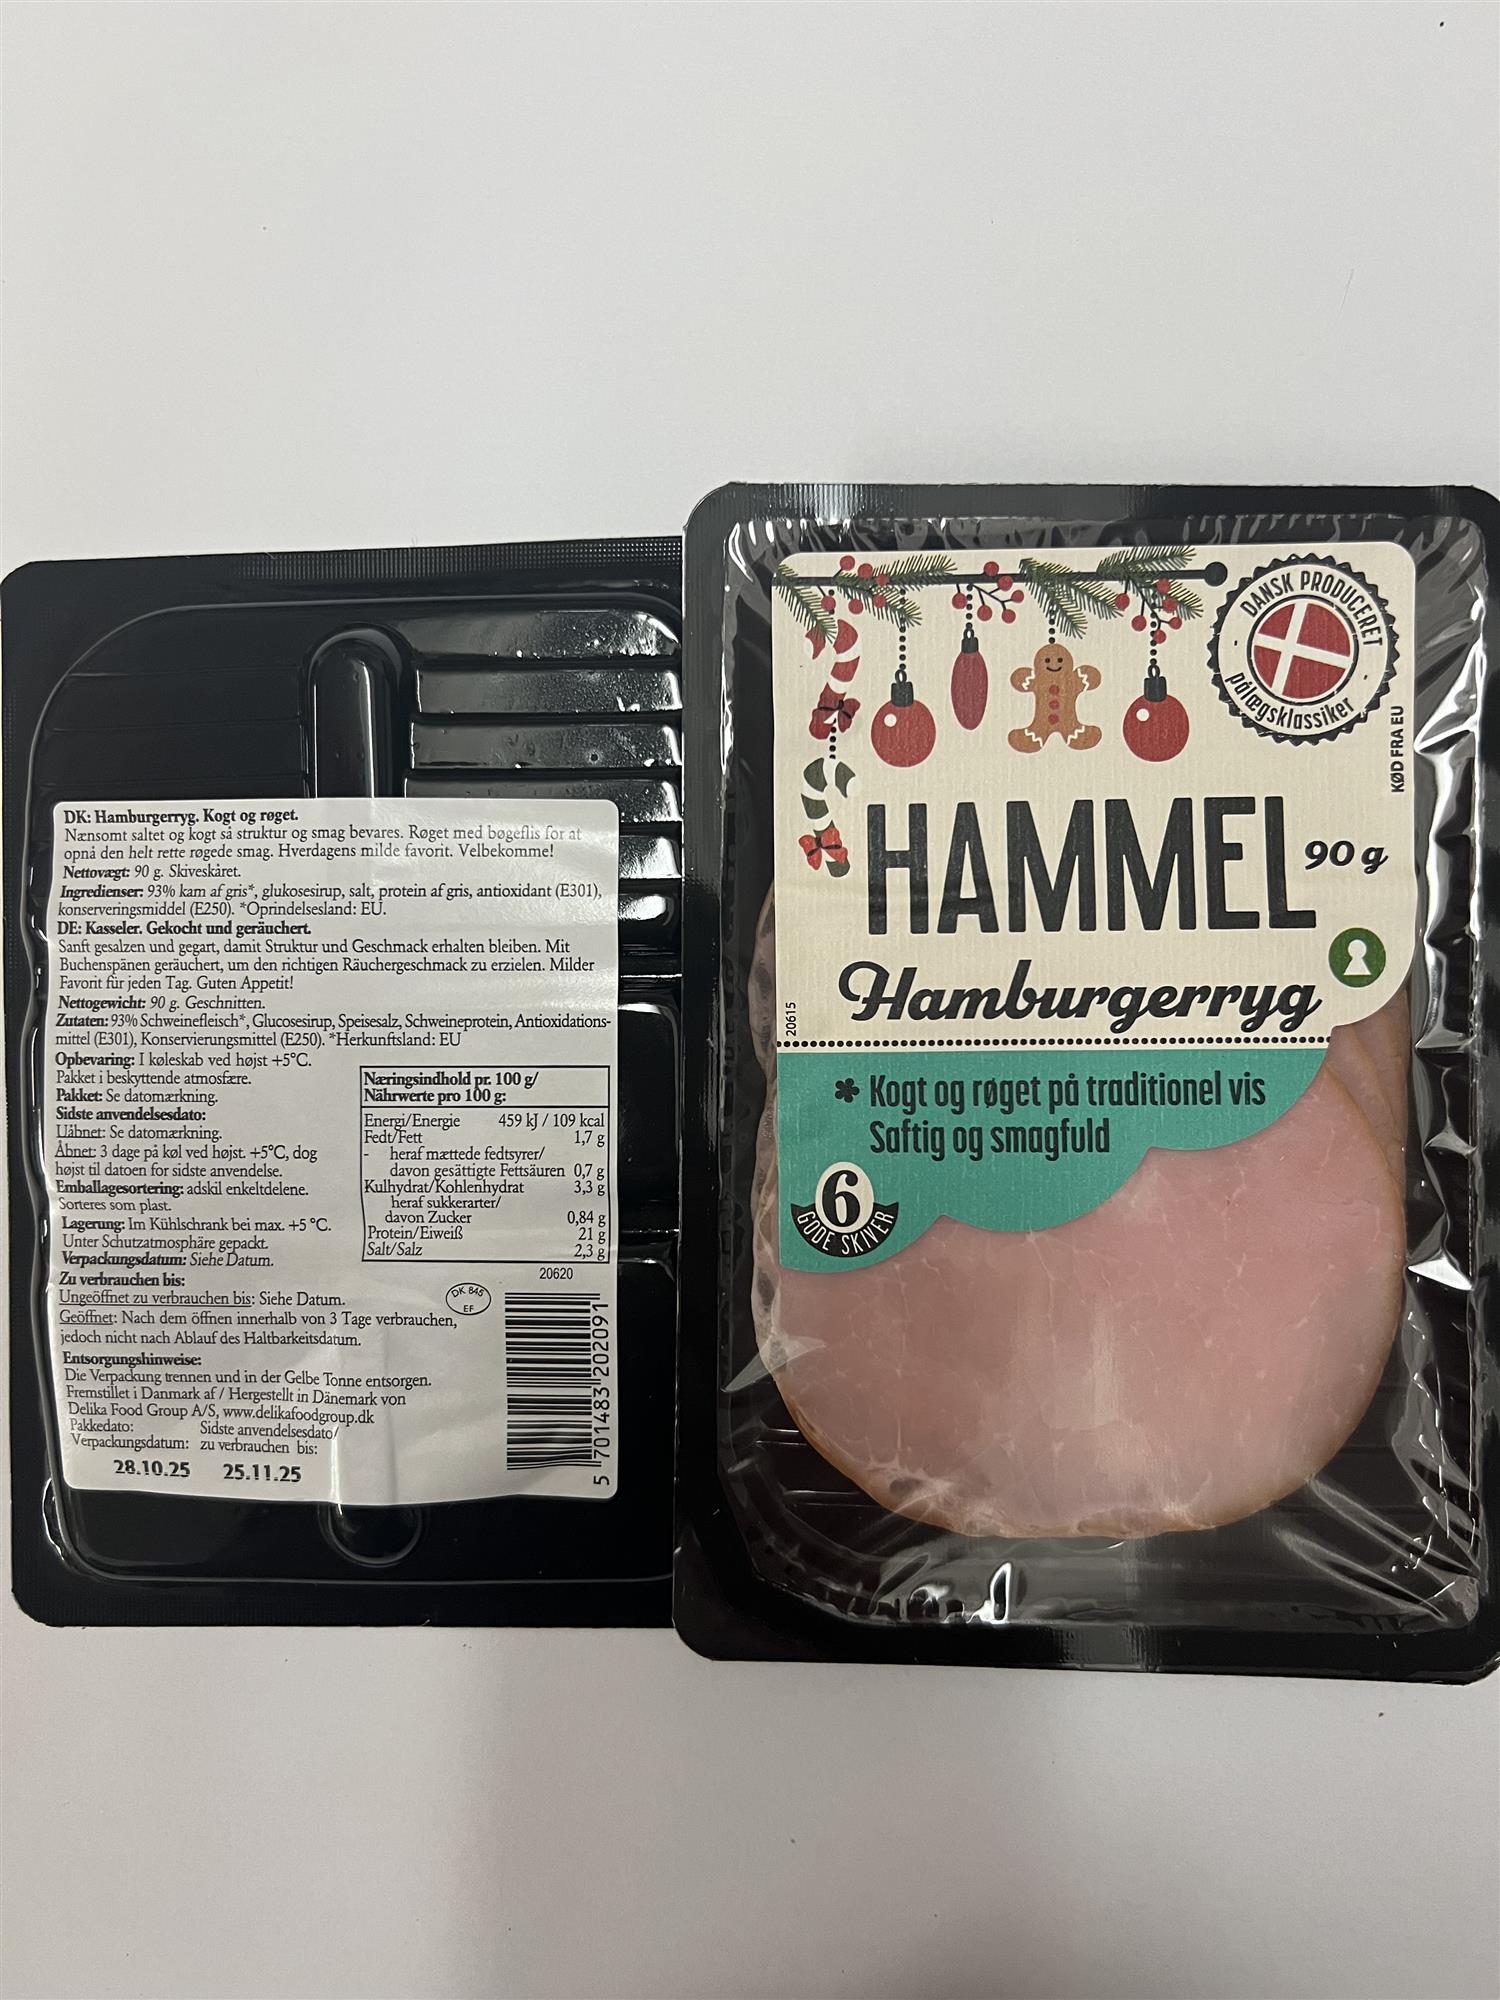 DK: Hamburgerryg. Kogt og røget.
Nænsomt saltet og kogt så struktur og smag bevares. Røget med bøgeflis for at
opnå den helt rette røgede smag. Hverdagens milde favorit. Velbekomme!
Nettovægt: 90 g. Skiveskåret.
Ingredienser: 93% kam af gris*, glukosesirup, salt, protein af gris, antioxidant (E301),
konserveringsmiddel (E250). *Oprindelsesland: EU.
DE: Kasseler. Gekocht und geräuchert.
Sanft gesalzen und gegart, damit Struktur und Geschmack erhalten bleiben. Mit
Buchenspänen geräuchert, um den richtigen Räuchergeschmack zu erzielen. Milder
Favorit für jeden Tag. Guten Appetit!
Nettogewicht: 90 g. Geschnitten.
Zutaten: 93% Schweinefleisch*, Glucosesirup, Speisesalz, Schweineprotein, Antioxidations-
mittel (E301), Konservierungsmittel (E250). *Herkunftsland: EU
Opbevaring: I køleskab ved højst +5°C.
Pakket i beskyttende atmosfære.
Pakket: Se datomærkning.
Sidste anvendelsesdato:
Uåbnet: Se datomærkning.
Åbnet: 3 dage på køl ved højst. +5°C, dog
højst til datoen for sidste anvendelse.
Emballagesortering: adskil enkeltdelene.
Sorteres som plast.
Lagerung: Im Kühlschrank bei max. +5 °C.
Unter Schutzatmosphäre gepackt.
Verpackungsdatum: Siehe Datum.
Zu verbrauchen bis:
Ungeöffnet zu verbrauchen bis: Siehe Datum.
Geöffnet: Nach dem öffnen innerhalb von 3 Tage verbrauchen,
jedoch nicht nach Ablauf des Haltbarkeitsdatum.
Entsorgungshinweise:
Die Verpackung trennen und in der Gelbe Tonne entsorgen.
Fremstillet i Danmark af / Hergestellt in Dänemark von
Delika Food Group A/S, www.delikafoodgroup.dk
Pakkedato: Sidste anvendelsesdato/
Verpackungsdatum: zu verbrauchen bis:
28.10.25 25.11.25
Næringsindhold pr. 100 g/
Nährwerte pro 100 g:
Energi/Energie 459 kJ / 109 kcal
Fedt/Fett 1,7 g
- heraf mættede fedtsyrer/
davon gesättigte Fettsäuren 0,7 g
Kulhydrat/Kohlenhydrat 3,3 g
heraf sukkerarter/
davon Zucker 0,84 g
Protein/Eiweiß 21 g
Salt/Salz 2,3 g
20620
DK 845
EF
5 701483 202091
DANSK PRODUCERET
pålægsklassiker
KØD FRA EU
HAMMEL
90 g
Hamburgerryg
20615
Kogt og røget på traditionel vis
Saftig og smagfuld
6
GODE SKIVER